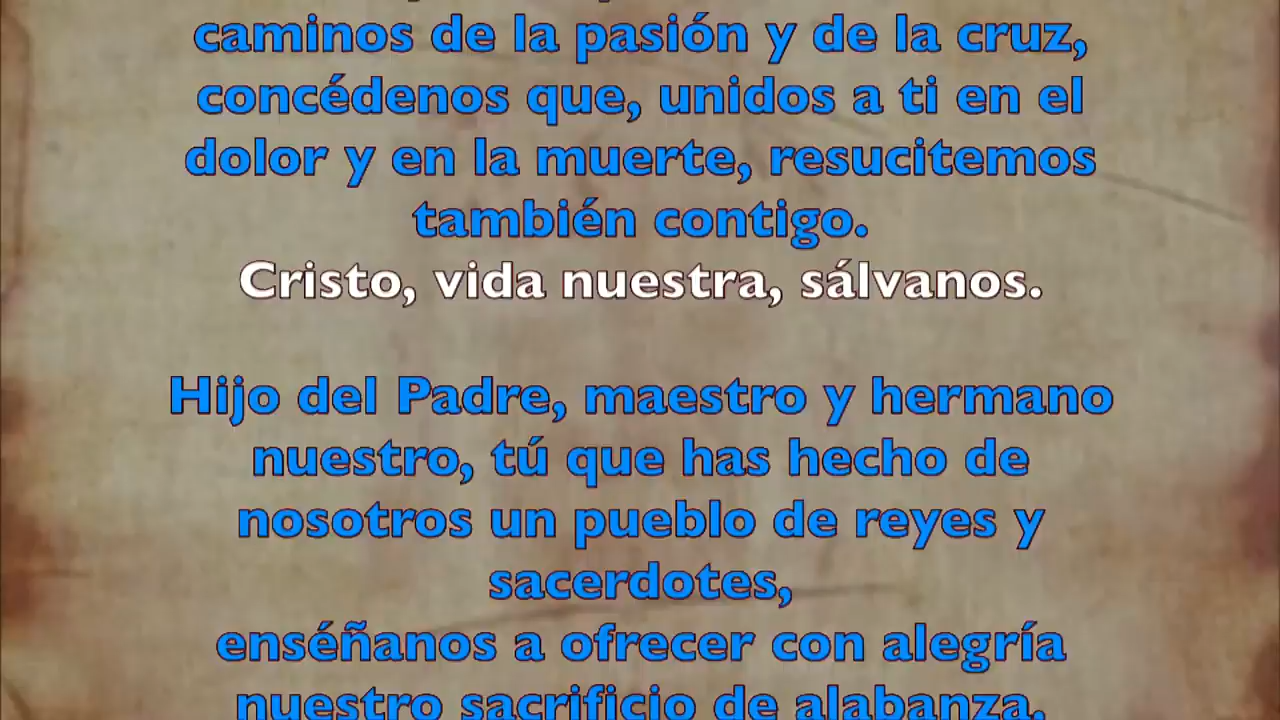 caminos de la pasión y de la cruz,
concédenos que, unidos a ti en el
dolor y en la muerte, resucitemos
también contigo.
Cristo, vida nuestra, sálvanos.
Hijo del Padre, maestro y hermano
nuestro, tú que has hecho de
nosotros un pueblo de reyes y
sacerdotes,
enséñanos a ofrecer con alegría
nuestro sacrificio de alabanza.